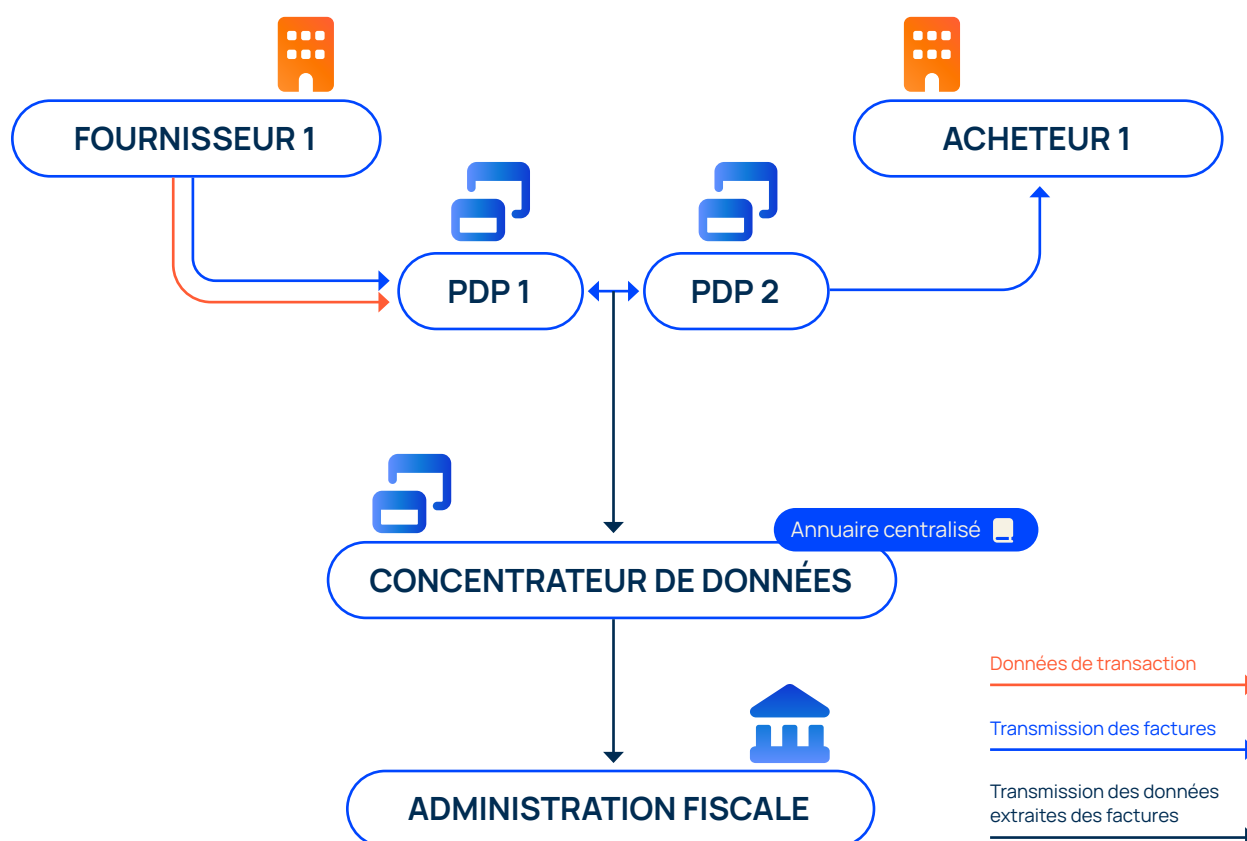 FOURNISSEUR 1
ACHETEUR 1
PDP 1
PDP 2
Annuaire centralisé
CONCENTRATEUR DE DONNÉES
Données de transaction
Transmission des factures
Transmission des données
extraites des factures
ADMINISTRATION FISCALE